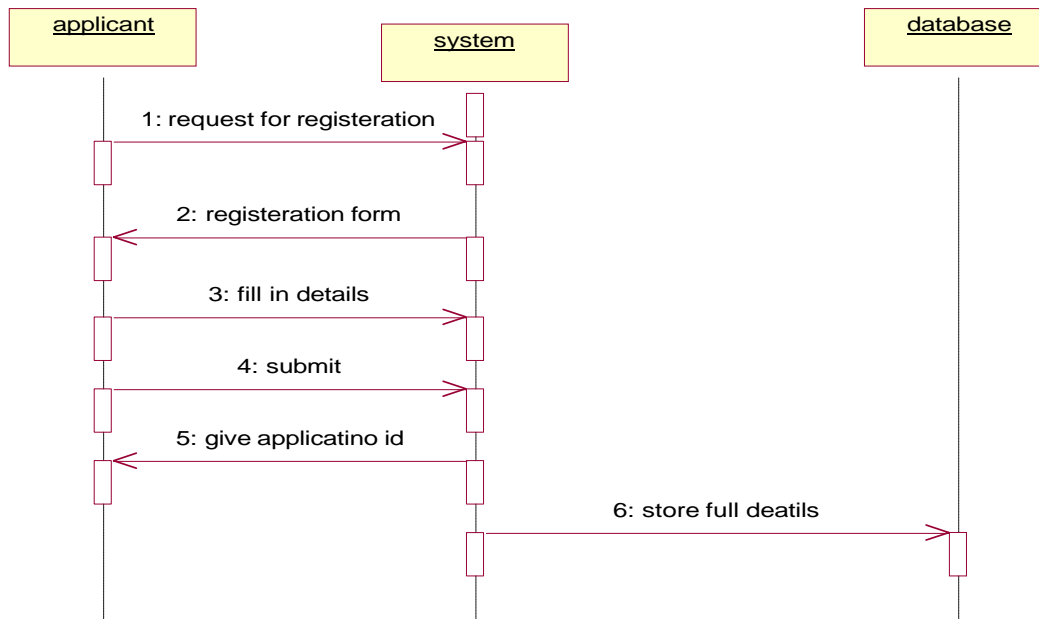 applicant
system
database
1: request for registeration
2: registeration form
3: fill in details
4: submit
5: give applicatino id
6: store full deatils